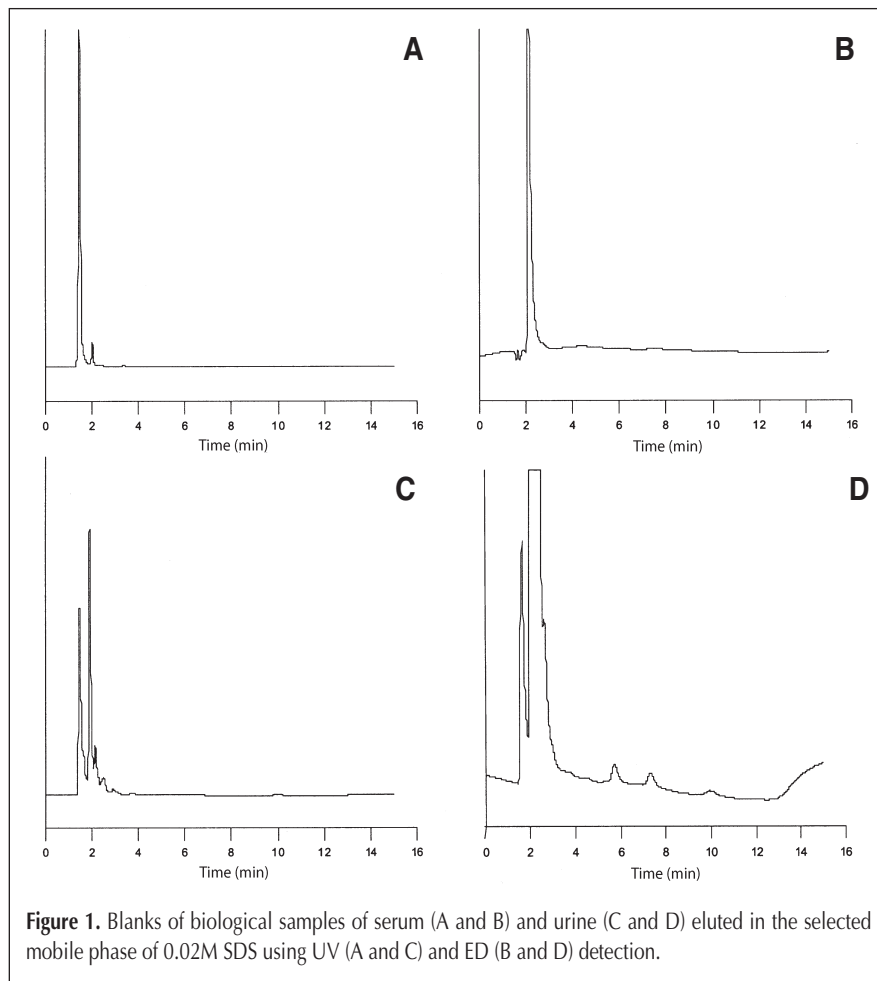 A
0 2 4 6 8 10 12 14 16
Time (min)
B
0 2 4 6 8 10 12 14 16
Time (min)
C
0 2 4 6 8 10 12 14 16
Time (min)
D
0 2 4 6 8 10 12 14 16
Time (min)
Figure 1. Blanks of biological samples of serum (A and B) and urine (C and D) eluted in the selected
mobile phase of 0.02M SDS using UV (A and C) and ED (B and D) detection.